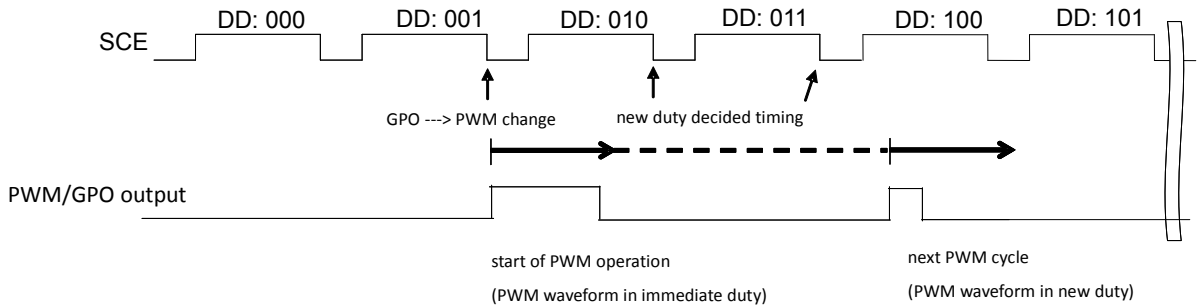 DD: 000 DD: 001 DD: 010 DD: 011 DD: 100 DD: 101
SCE
GPO ---> PWM change
new duty decided timing
PWM/GPO output
start of PWM operation
(PWM waveform in immediate duty)
next PWM cycle
(PWM waveform in new duty)